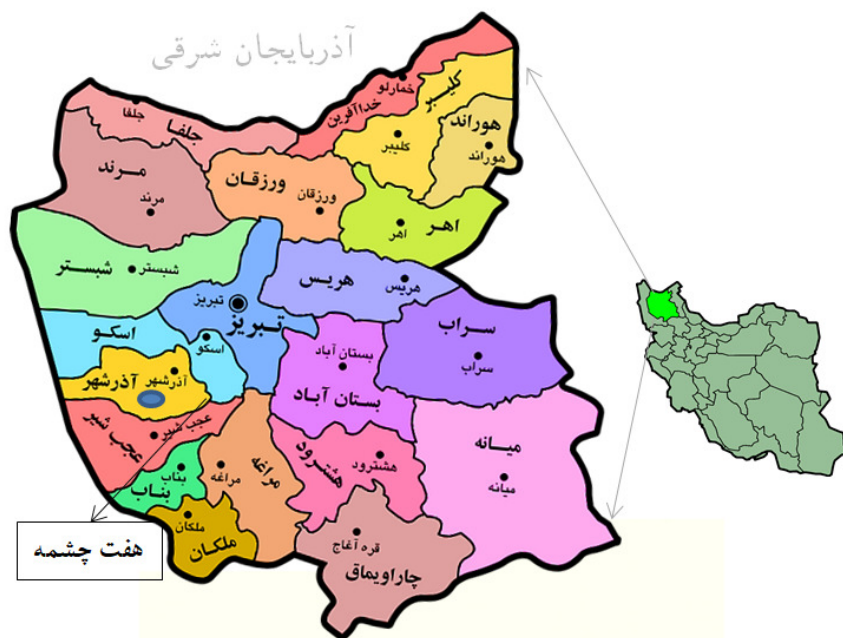 آذربایجان شرقی
خمارلو
خداآفرین
کلیبر
کلیبر
هوراند
هوراند
جلفا
جلفا
مرند
مرند
ورزقان
ورزقان
اهر
اهر
شبستر
شبستر
هریس
هریس
تبریز
تبریز
سراب
سراب
اسکو
اسکو
بستان آباد
بستان آباد
آذرشهر
آذرشهر
عجب شیر
عجب شیر
میانه
میانه
هشترود
هشترود
مراغه
مراغه
بناب
بناب
ملکان
ملکان
قره آغاج
چاراویماق
هفت چشمه